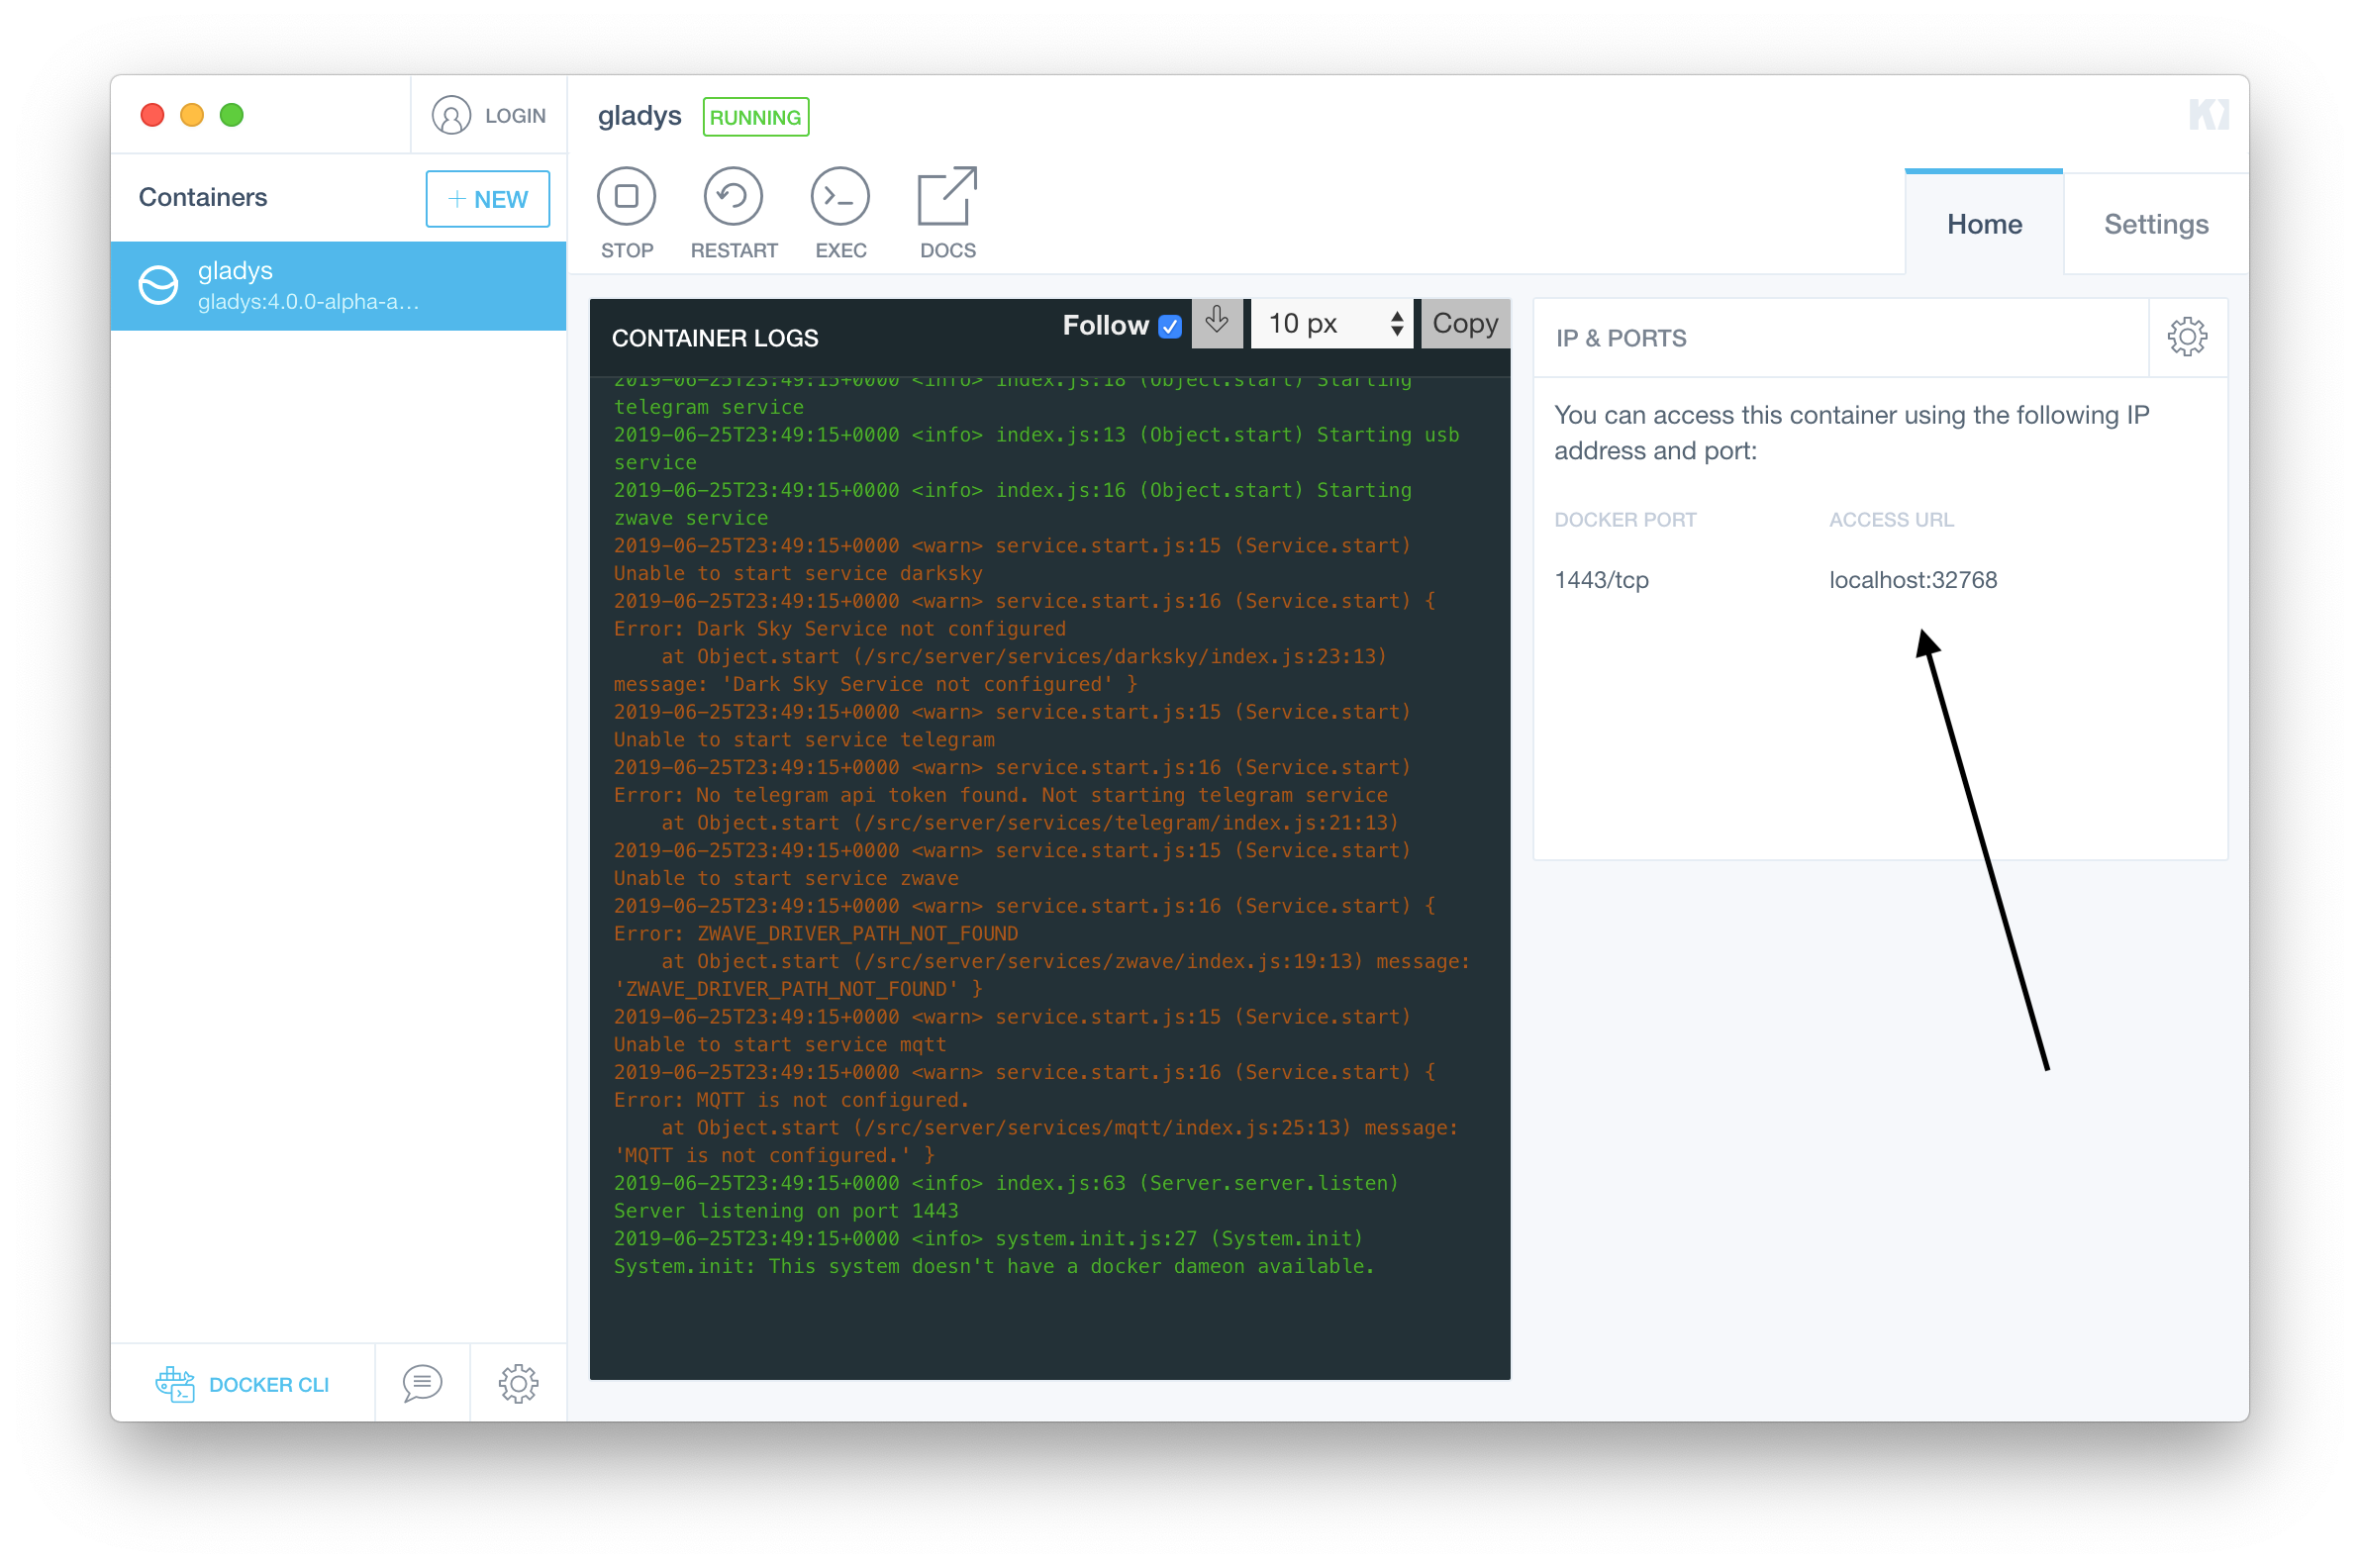 LOGIN
gladys RUNNING
Containers + NEW
STOP RESTART EXEC DOCS
Home Settings
gladys
gladys:4.0.0-alpha-a...
CONTAINER LOGS Follow 10 px Copy
2019-06-25T23:49:15+0000 <info> index.js:18 (Object.start) Starting
telegram service
2019-06-25T23:49:15+0000 <info> index.js:13 (Object.start) Starting usb
service
2019-06-25T23:49:15+0000 <info> index.js:16 (Object.start) Starting
zwave service
2019-06-25T23:49:15+0000 <warn> service.start.js:15 (Service.start)
Unable to start service darksky
2019-06-25T23:49:15+0000 <warn> service.start.js:16 (Service.start) {
Error: Dark Sky Service not configured
at Object.start (/src/server/services/darksky/index.js:23:13)
message: 'Dark Sky Service not configured' }
2019-06-25T23:49:15+0000 <warn> service.start.js:15 (Service.start)
Unable to start service telegram
2019-06-25T23:49:15+0000 <warn> service.start.js:16 (Service.start)
Error: No telegram api token found. Not starting telegram service
at Object.start (/src/server/services/telegram/index.js:21:13)
2019-06-25T23:49:15+0000 <warn> service.start.js:15 (Service.start)
Unable to start service zwave
2019-06-25T23:49:15+0000 <warn> service.start.js:16 (Service.start) {
Error: ZWAVE_DRIVER_PATH_NOT_FOUND
at Object.start (/src/server/services/zwave/index.js:19:13) message:
'ZWAVE_DRIVER_PATH_NOT_FOUND' }
2019-06-25T23:49:15+0000 <warn> service.start.js:15 (Service.start)
Unable to start service mqtt
2019-06-25T23:49:15+0000 <warn> service.start.js:16 (Service.start) {
Error: MQTT is not configured.
at Object.start (/src/server/services/mqtt/index.js:25:13) message:
'MQTT is not configured.' }
2019-06-25T23:49:15+0000 <info> index.js:63 (Server.server.listen)
Server listening on port 1443
2019-06-25T23:49:15+0000 <info> system.init.js:27 (System.init)
System.init: This system doesn't have a docker dameon available.
IP & PORTS
You can access this container using the following IP
address and port:
DOCKER PORT ACCESS URL
1443/tcp localhost:32768
DOCKER CLI